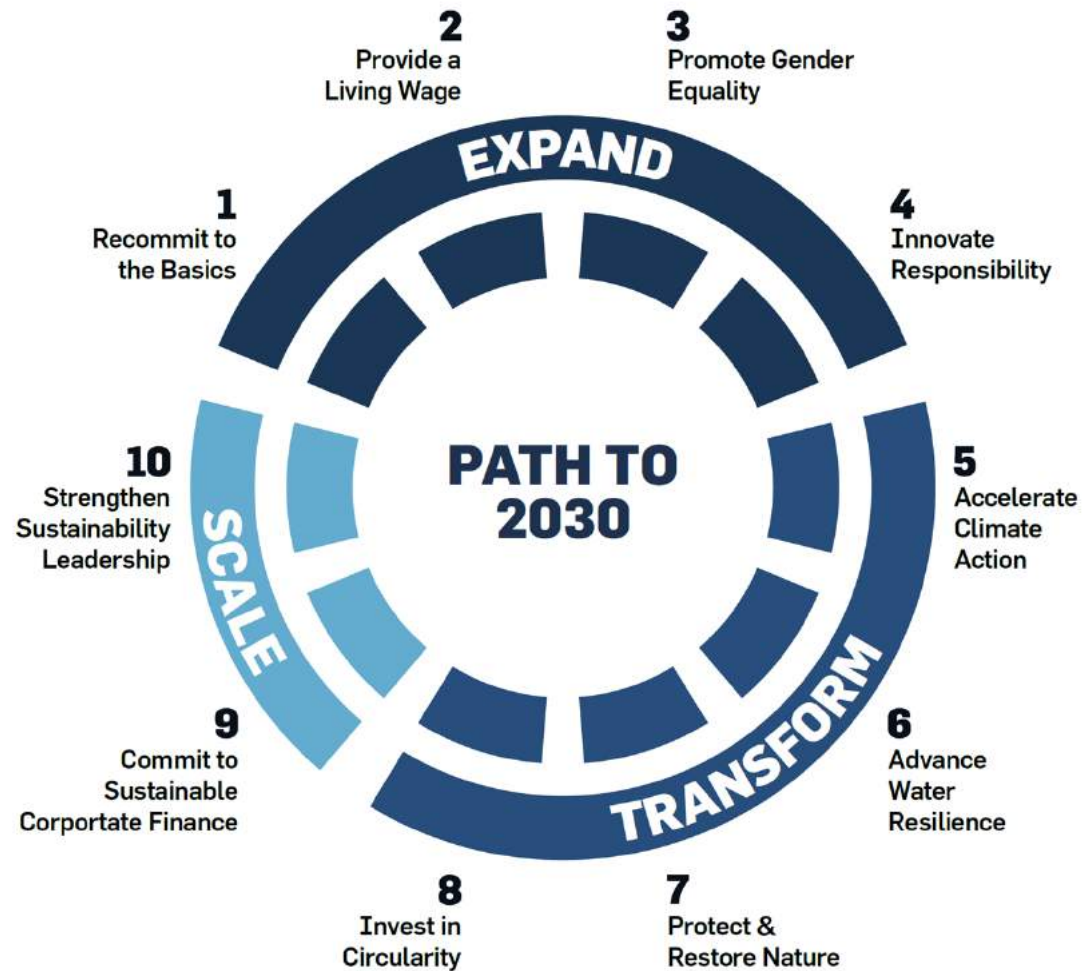 PATH TO
2030
EXPAND
1
Recommit to
the Basics
2
Provide a
Living Wage
3
Promote Gender
Equality
4
Innovate
Responsibility
TRANSFORM
5
Accelerate
Climate
Action
6
Advance
Water
Resilience
7
Protect &
Restore Nature
8
Invest in
Circularity
SCALE
9
Commit to
Sustainable
Corportate Finance
10
Strengthen
Sustainability
Leadership